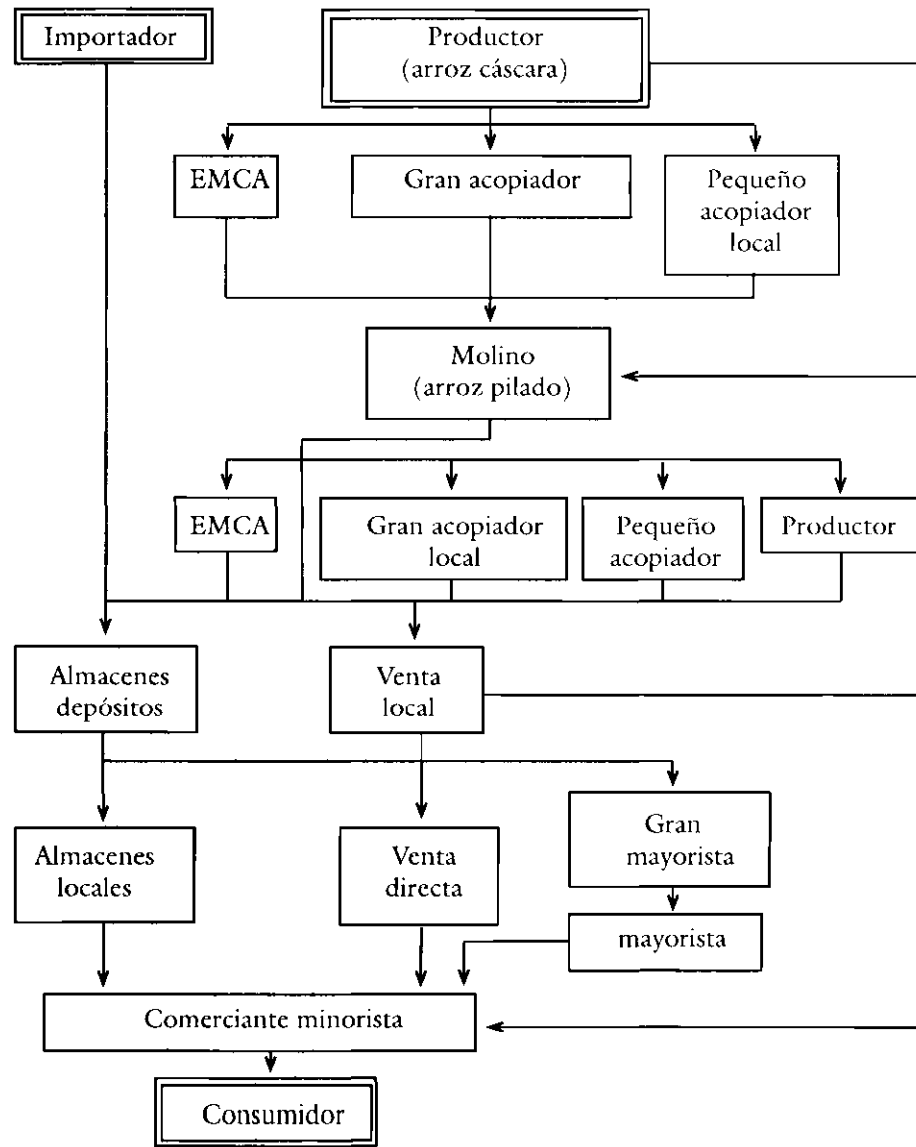 Importador
Productor
(arroz cáscara)
EMCA
Gran acopiador
Pequeño
acopiador
local
Molino
(arroz pilado)
EMCA
Gran acopiador
local
Pequeño
acopiador
Productor
Almacenes
depósitos
Venta
local
Almacenes
locales
Venta
directa
Gran
mayorista
mayorista
Comerciante minorista
Consumidor